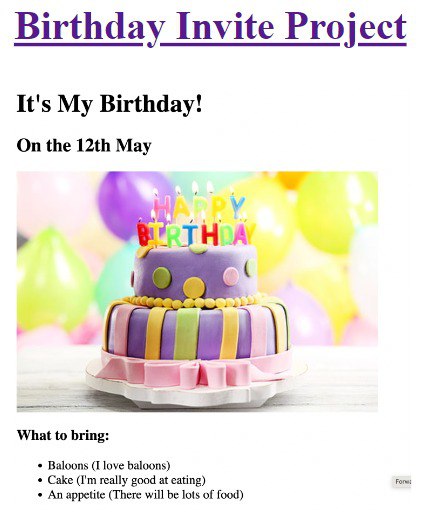 Birthday Invite Project
It's My Birthday!
On the 12th May
HAPPY
BIRTHDAY
What to bring:
Baloons (I love baloons)
Cake (I'm really good at eating)
An appetite (There will be lots of food)